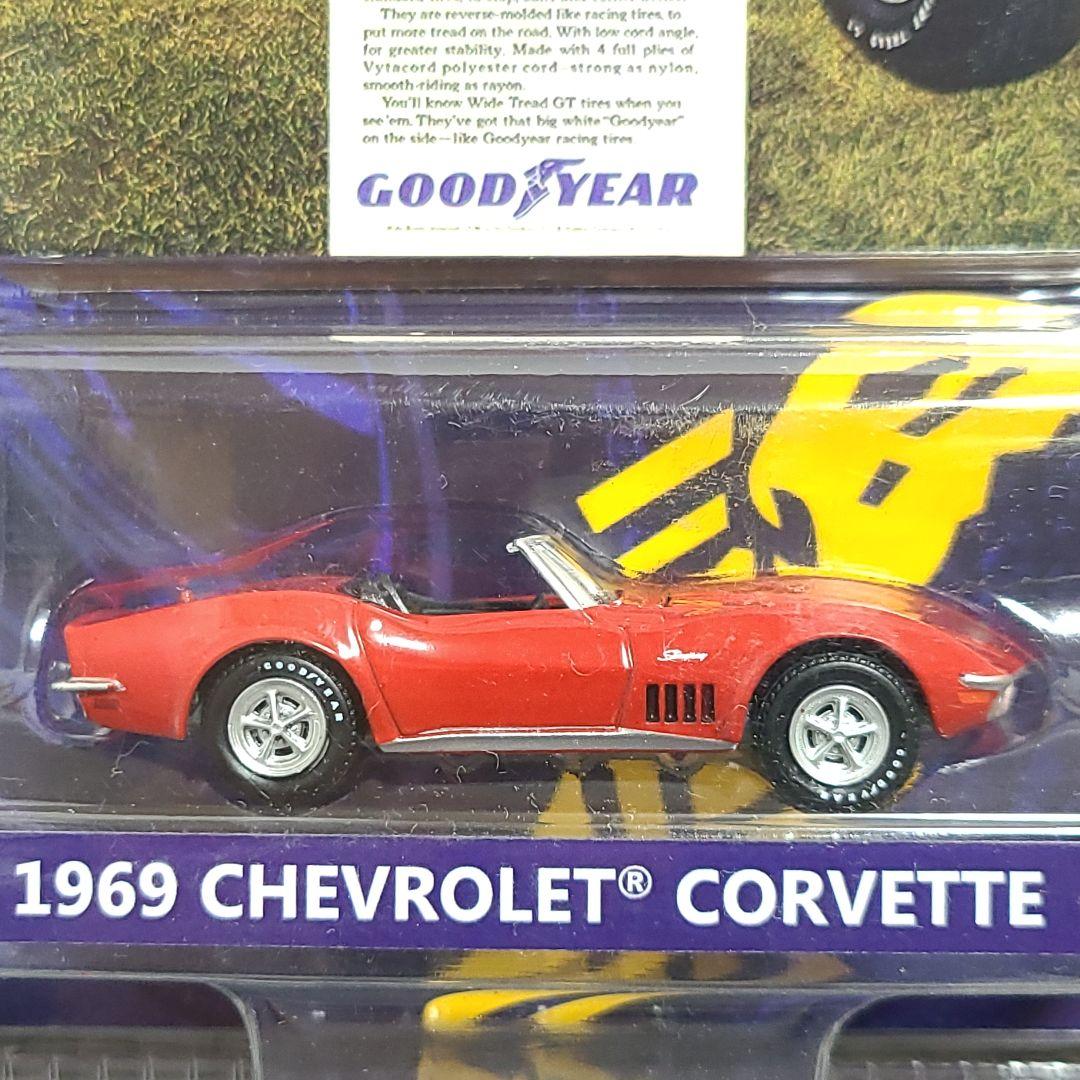 They are reverse-molded like racing tires, to
put more tread on the road. With low cord angle,
for greater stability. Made with 4 full plies of
Vytacord polyester cord—strong as nylon,
smooth-riding as rayon.
You'll know Wide Tread GT tires when you
see 'em. They've got that big white "Goodyear"
on the side—like Goodyear racing tires.
GOOD YEAR
GOODYEAR
Stingray
GOODYEAR
1969 CHEVROLET® CORVETTE